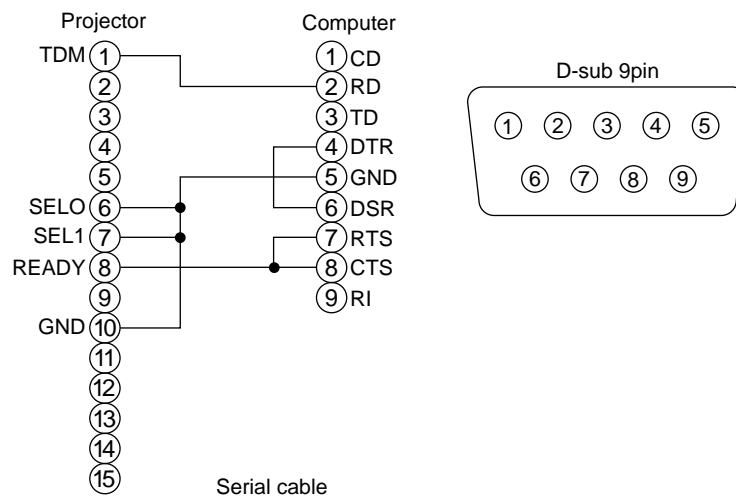 Projector
TDM 1
2
3
4
5
SELO 6
SEL1 7
READY 8
9
GND 10
11
12
13
14
15
Computer
1 CD
2 RD
3 TD
4 DTR
5 GND
6 DSR
7 RTS
8 CTS
9 RI
Serial cable
D-sub 9pin
1 2 3 4 5
6 7 8 9